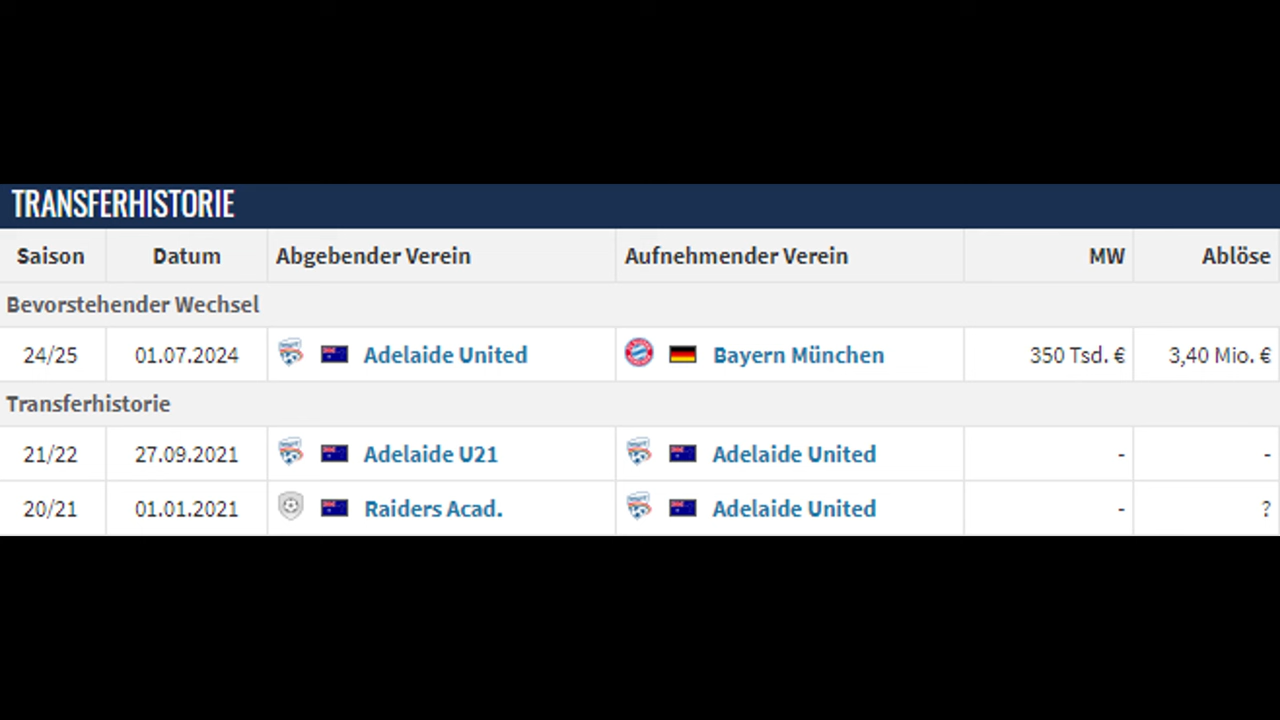 TRANSFERHISTORIE
Saison Datum Abgebender Verein Aufnehmender Verein MW Ablöse
Bevorstehender Wechsel
24/25 01.07.2024 Adelaide United Bayern München 350 Tsd. € 3,40 Mio. €
Transferhistorie
21/22 27.09.2021 Adelaide U21 Adelaide United - -
20/21 01.01.2021 Raiders Acad. Adelaide United - ?